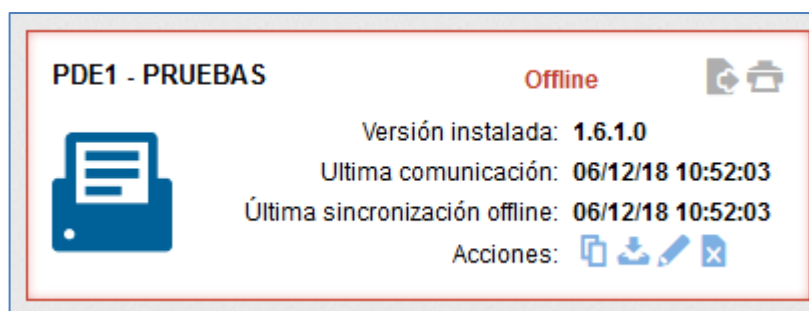 PDE1 - PRUEBAS Offline
Versión instalada: 1.6.1.0
Ultima comunicación: 06/12/18 10:52:03
Última sincronización offline: 06/12/18 10:52:03
Acciones: